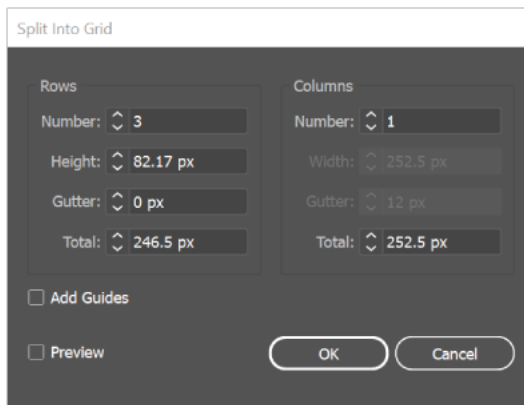 Split Into Grid
Rows
Number: 3
Height: 82.17 px
Gutter: 0 px
Total: 246.5 px
Columns
Number: 1
Width: 252.5 px
Gutter: 12 px
Total: 252.5 px
Add Guides
Preview
OK
Cancel